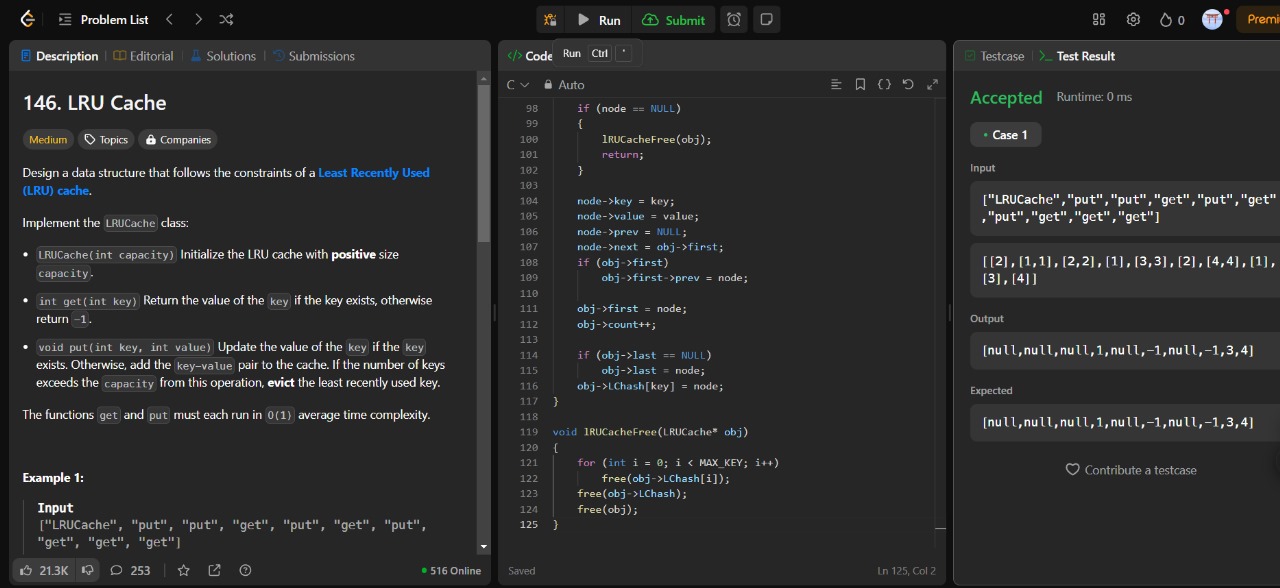 Problem List
Run
Submit
0
Premi
Description
Editorial
Solutions
Submissions
146. LRU Cache
Medium
Topics
Companies
Design a data structure that follows the constraints of a Least Recently Used
(LRU) cache.
Implement the LRUCache class:
• LRUCache(int capacity) Initialize the LRU cache with positive size
capacity.
• int get(int key) Return the value of the key if the key exists, otherwise
return -1.
• void put(int key, int value) Update the value of the key if the key
exists. Otherwise, add the key-value pair to the cache. If the number of keys
exceeds the capacity from this operation, evict the least recently used key.
The functions get and put must each run in O(1) average time complexity.
Example 1:
Input
["LRUCache", "put", "put", "get", "put", "get", "put",
"get", "get", "get"]
21.3K
253
516 Online
</> Code
Run Ctrl '
C
Auto
98 if (node == NULL)
99 {
100 lRUCacheFree(obj);
101 return;
102 }
103
104 node->key = key;
105 node->value = value;
106 node->prev = NULL;
107 node->next = obj->first;
108 if (obj->first)
109 obj->first->prev = node;
110
111 obj->first = node;
112 obj->count++;
113
114 if (obj->last == NULL)
115 obj->last = node;
116 obj->LChash[key] = node;
117 }
118
119 void lRUCacheFree(LRUCache* obj)
120 {
121 for (int i = 0; i < MAX_KEY; i++)
122 free(obj->LChash[i]);
123 free(obj->LChash);
124 free(obj);
125 }
Saved
Ln 125, Col 2
Testcase
Test Result
Accepted Runtime: 0 ms
• Case 1
Input
["LRUCache","put","put","get","put","get"
,"put","get","get","get"]
[[2],[1,1],[2,2],[1],[3,3],[2],[4,4],[1],
[3],[4]]
Output
[null,null,null,1,null,-1,null,-1,3,4]
Expected
[null,null,null,1,null,-1,null,-1,3,4]
Contribute a testcase